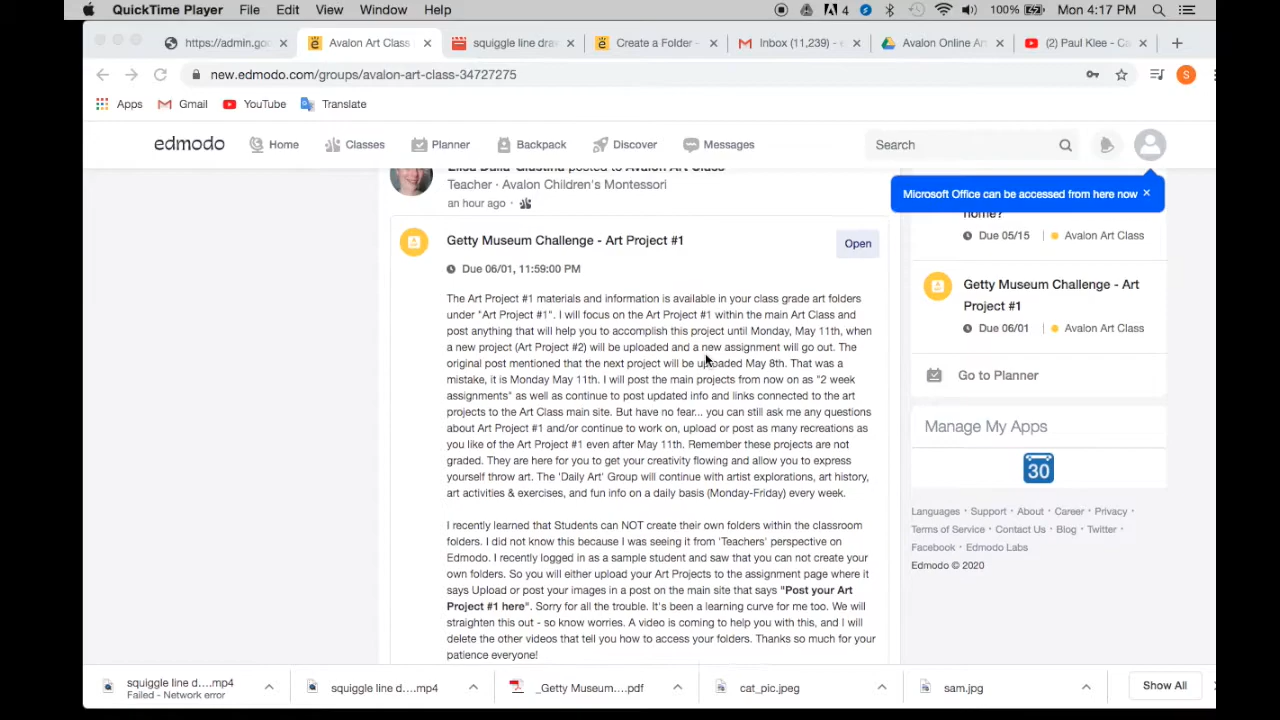 QuickTime Player File Edit View Window Help 4 100% Mon 4:17 PM
https://admin.goo Avalon Art Class squiggle line dra Create a Folder - Inbox (11,239) - e Avalon Online Ar (2) Paul Klee - Ca
new.edmodo.com/groups/avalon-art-class-34727275 S
Apps Gmail YouTube Translate
edmodo Home Classes Planner Backpack Discover Messages Search
Elisa Dalla-Giustina posted to Avalon Art Class
Teacher · Avalon Children's Montessori
an hour ago ·
Getty Museum Challenge - Art Project #1
Open
Due 06/01, 11:59:00 PM
The Art Project #1 materials and information is available in your class grade art folders
under "Art Project #1". I will focus on the Art Project #1 within the main Art Class and
post anything that will help you to accomplish this project until Monday, May 11th, when
a new project (Art Project #2) will be uploaded and a new assignment will go out. The
original post mentioned that the next project will be uploaded May 8th. That was a
mistake, it is Monday May 11th. I will post the main projects from now on as "2 week
assignments" as well as continue to post updated info and links connected to the art
projects to the Art Class main site. But have no fear... you can still ask me any questions
about Art Project #1 and/or continue to work on, upload or post as many recreations as
you like of the Art Project #1 even after May 11th. Remember these projects are not
graded. They are here for you to get your creativity flowing and allow you to express
yourself throw art. The 'Daily Art' Group will continue with artist explorations, art history,
art activities & exercises, and fun info on a daily basis (Monday-Friday) every week.
I recently learned that Students can NOT create their own folders within the classroom
folders. I did not know this because I was seeing it from 'Teachers' perspective on
Edmodo. I recently logged in as a sample student and saw that you can not create your
own folders. So you will either upload your Art Projects to the assignment page where it
says Upload or post your images in a post on the main site that says "Post your Art
Project #1 here". Sorry for all the trouble. It's been a learning curve for me too. We will
straighten this out - so know worries. A video is coming to help you with this, and I will
delete the other videos that tell you how to access your folders. Thanks so much for your
patience everyone!
Microsoft Office can be accessed from here now ×
home?
Due 05/15 | Avalon Art Class
Getty Museum Challenge - Art
Project #1
Due 06/01 | Avalon Art Class
Go to Planner
Manage My Apps
30
Languages · Support · About · Career · Privacy ·
Terms of Service · Contact Us · Blog · Twitter ·
Facebook · Edmodo Labs
Edmodo © 2020
squiggle line d....mp4
Failed - Network error
squiggle line d....mp4
_Getty Museum....pdf
cat_pic.jpeg
sam.jpg
Show All